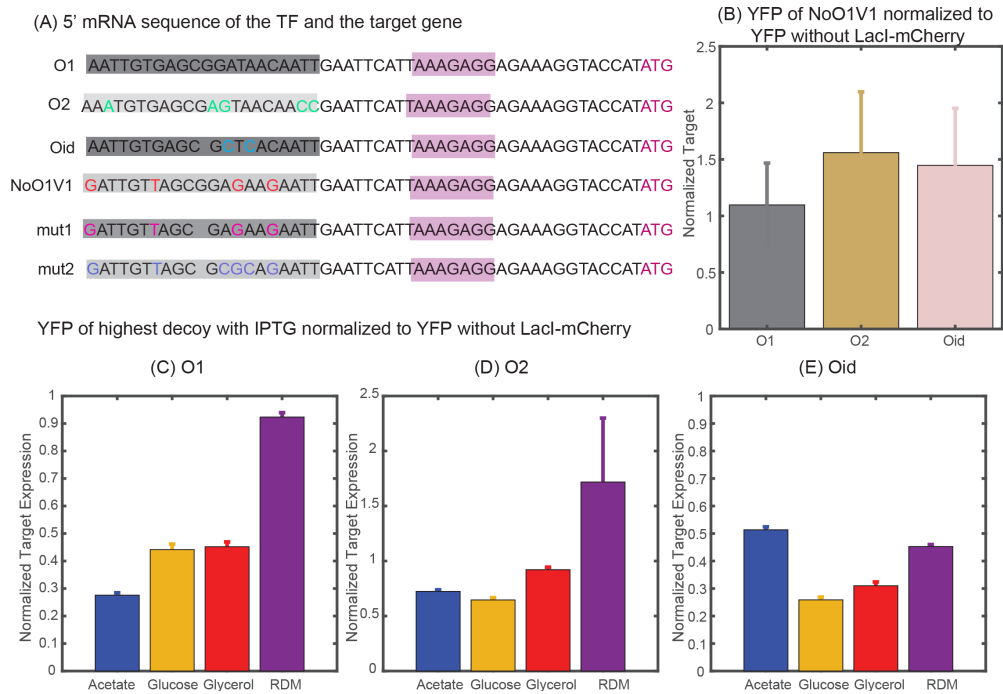 (A) 5' mRNA sequence of the TF and the target gene
O1 AATTGTGAGCGGATAACAATTGAATTCATTAAAGAGGAGAAAGGTACCATATG
O2 AAATGTGAGCGAGTAACAACCGAATTCATTAAAGAGGAGAAAGGTACCATATG
Oid AATTGTGAGC GCTCACAATTGAATTCATTAAAGAGGAGAAAGGTACCATATG
NoO1V1 GATTGTTAGCGGAGAAGAATTGAATTCATTAAAGAGGAGAAAGGTACCATATG
mut1 GATTGTTAGC GAGAAGAATTGAATTCATTAAAGAGGAGAAAGGTACCATATG
mut2 GATTGTTAGC GCGCAGAATTGAATTCATTAAAGAGGAGAAAGGTACCATATG
(B) YFP of NoO1V1 normalized to
YFP without LacI-mCherry
Normalized Target
2.5
2
1.5
1
0.5
0
O1 O2 Oid
YFP of highest decoy with IPTG normalized to YFP without LacI-mCherry
(C) O1
Normalized Target Expression
1
0.9
0.8
0.7
0.6
0.5
0.4
0.3
0.2
0.1
0
Acetate Glucose Glycerol RDM
(D) O2
Normalized Target Expression
2.5
2
1.5
1
0.5
0
Acetate Glucose Glycerol RDM
(E) Oid
Normalized Target Expression
1
0.9
0.8
0.7
0.6
0.5
0.4
0.3
0.2
0.1
0
Acetate Glucose Glycerol RDM